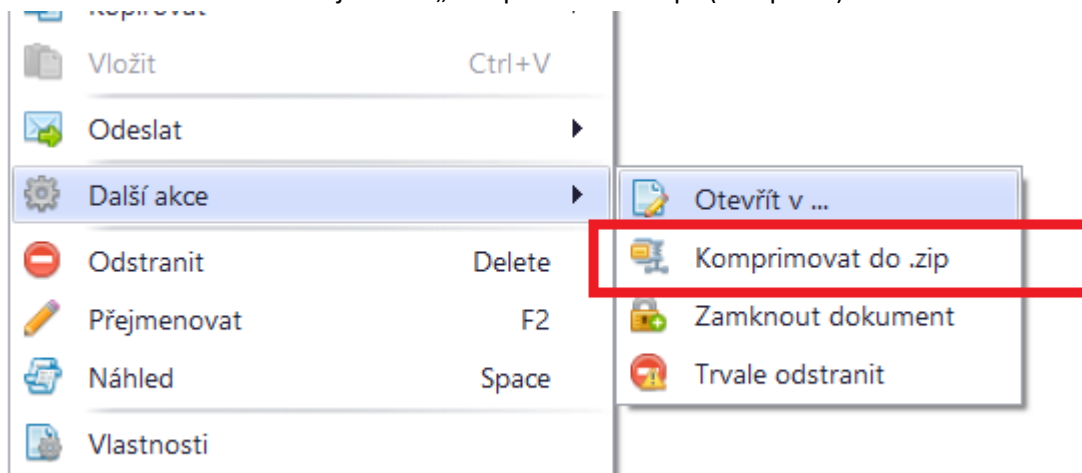 Kopírovat
Vložit Ctrl+V
Odeslat
Další akce
Odstranit Delete
Přejmenovat F2
Náhled Space
Vlastnosti
Otevřít v ...
Komprimovat do .zip
Zamknout dokument
Trvale odstranit